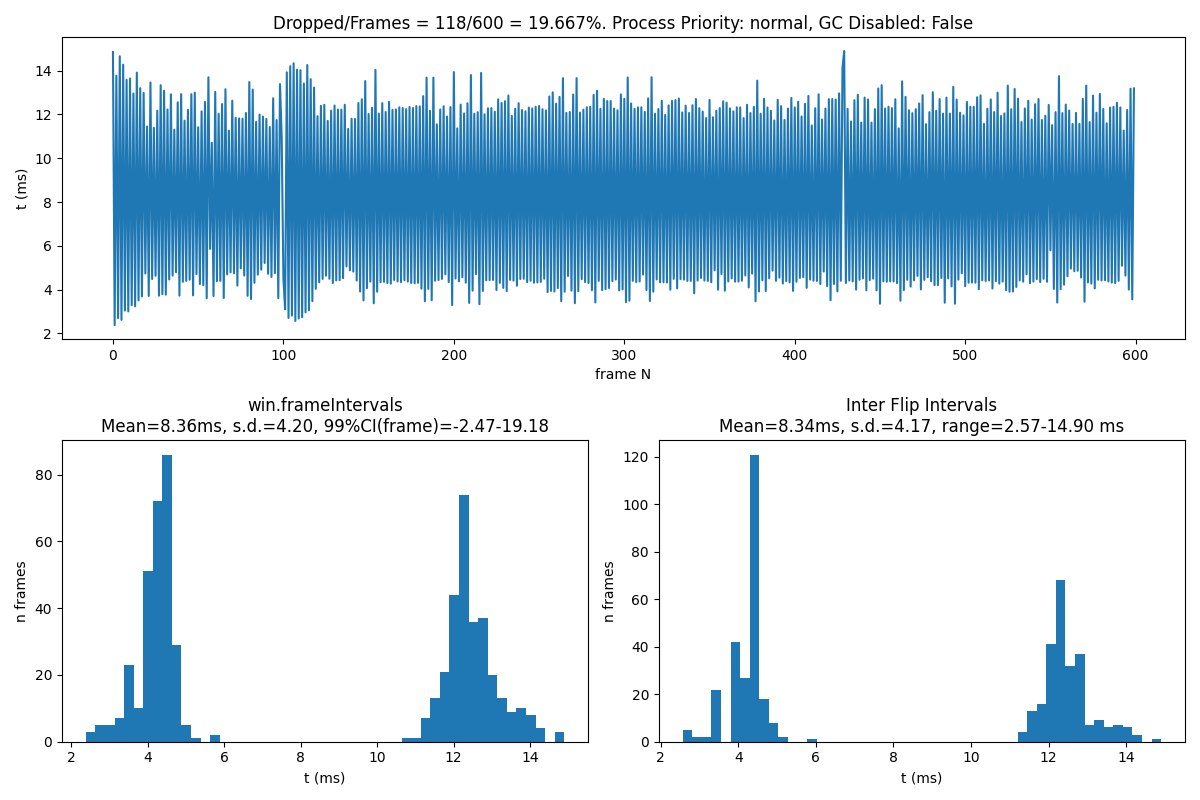 Dropped/Frames = 118/600 = 19.667%. Process Priority: normal, GC Disabled: False
t (ms)
14
12
10
8
6
4
2
0 100 200 300 400 500 600
frame N
win.frameIntervals
Mean=8.36ms, s.d.=4.20, 99%CI(frame)=-2.47-19.18
n frames
80
60
40
20
0
2 4 6 8 10 12 14
t (ms)
Inter Flip Intervals
Mean=8.34ms, s.d.=4.17, range=2.57-14.90 ms
n frames
120
100
80
60
40
20
0
2 4 6 8 10 12 14
t (ms)